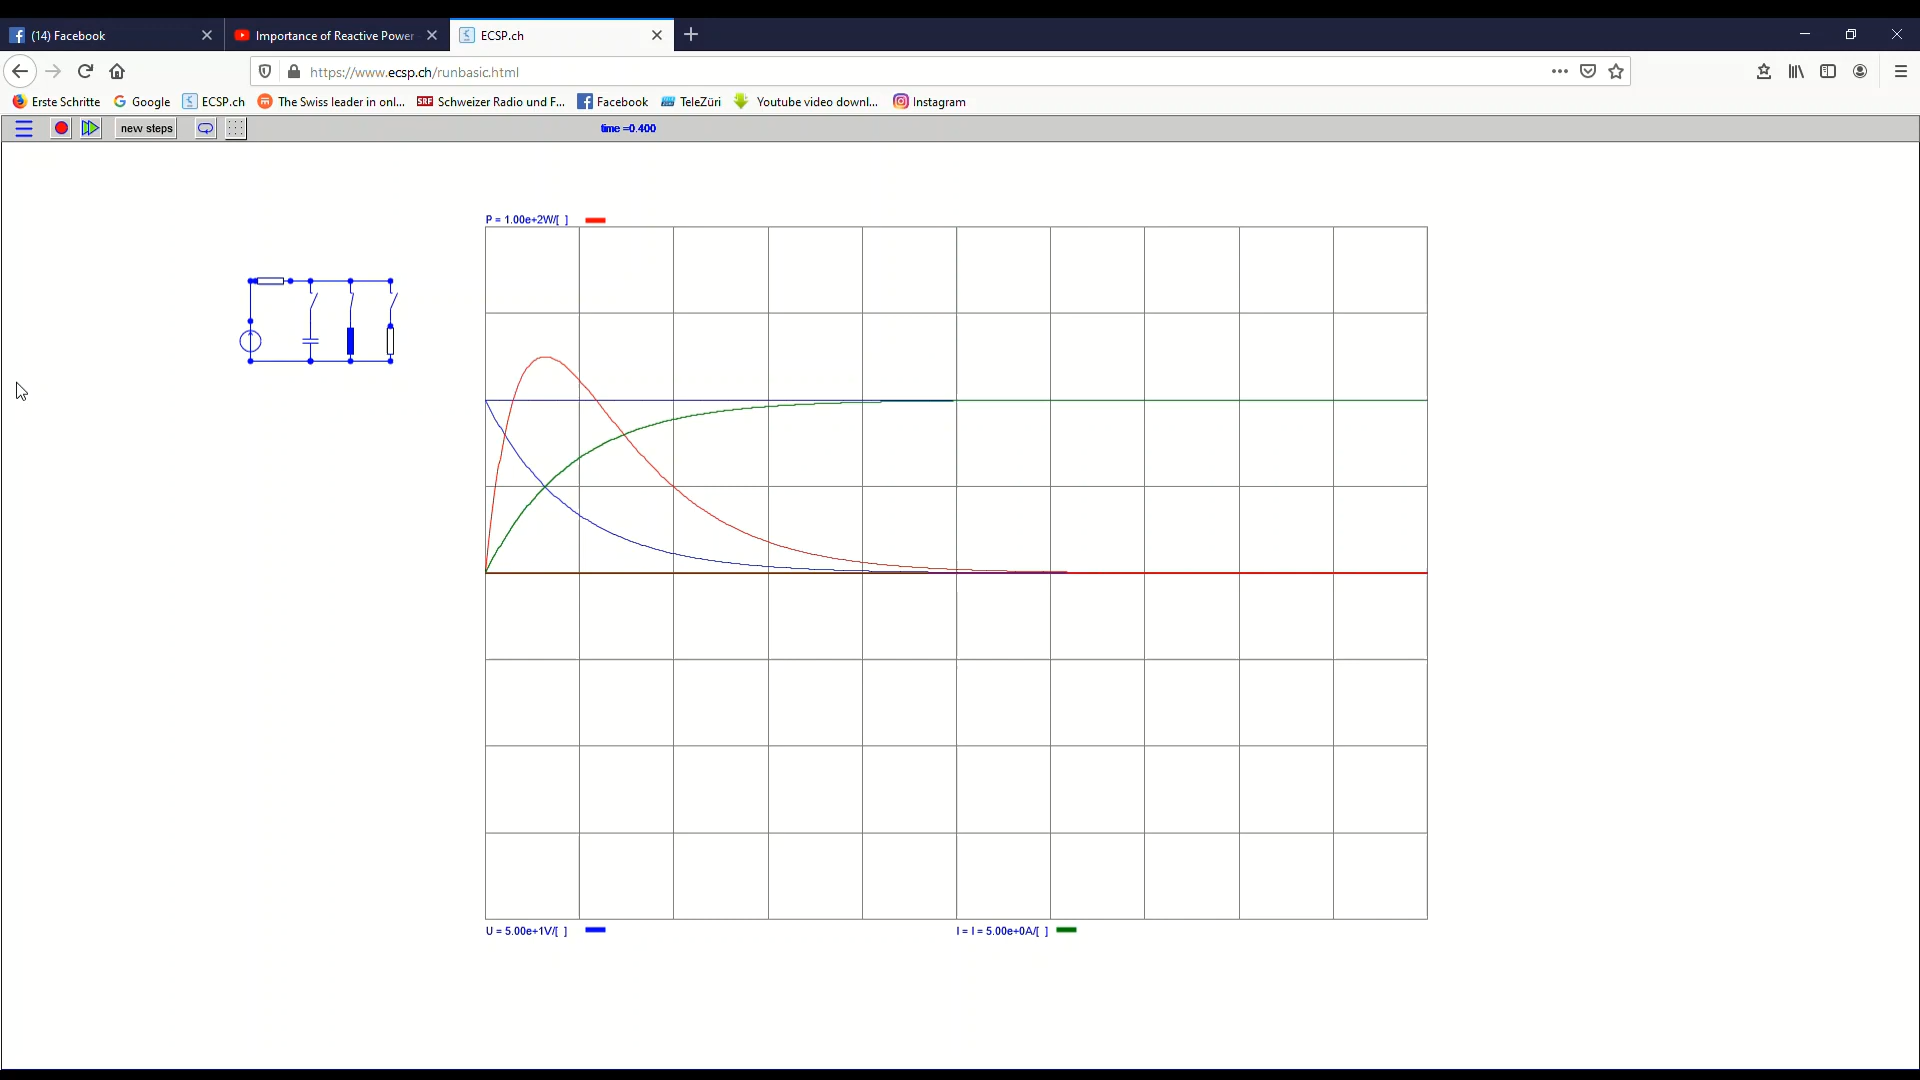 (14) Facebook
Importance of Reactive Power
ECSP.ch
https://www.ecsp.ch/runbasic.html
Erste Schritte
Google
ECSP.ch
The Swiss leader in onl...
SRF
Schweizer Radio und F...
Facebook
TeleZüri
Youtube video downl...
Instagram
new steps
time =0.400
P = 1.00e+2W/[ ]
U = 5.00e+1V/[ ]
I = I = 5.00e+0A/[ ]